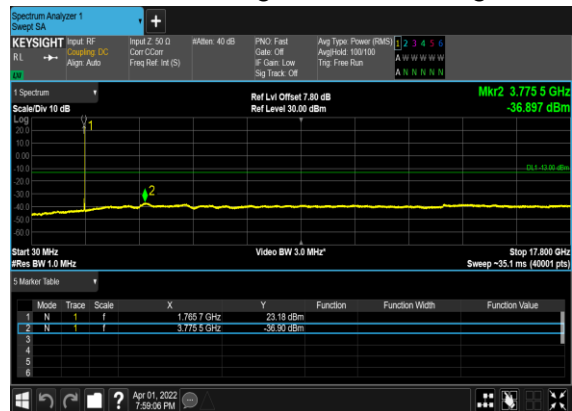 Spectrum Analyzer 1
Swept SA
+
KEYSIGHT Input: RF Input Z: 50 Ω #Atten: 40 dB PNO: Fast Avg Type: Power (RMS) 1 2 3 4 5 6
RL Coupling: DC Corr CCorr Gate: Off Avg|Hold: 100/100 A W W W W W
Align: Auto Freq Ref: Int (S) IF Gain: Low Trig: Free Run A N N N N N
Sig Track: Off
1 Spectrum Ref Lvl Offset 7.80 dB Mkr2 3.775 5 GHz
Scale/Div 10 dB Ref Level 30.00 dBm -36.897 dBm
Log
20.0 1
10.0
0.00
-10.0 DL1 -13.00 dBm
-20.0
-30.0 2
-40.0
-50.0
-60.0
Start 30 MHz Video BW 3.0 MHz* Stop 17.800 GHz
#Res BW 1.0 MHz Sweep ~35.1 ms (40001 pts)
5 Marker Table
Mode Trace Scale X Y Function Function Width Function Value
1 N 1 f 1.765 7 GHz 23.18 dBm
2 N 1 f 3.775 5 GHz -36.90 dBm
3
4
5
6
? Apr 01, 2022
7:59:06 PM